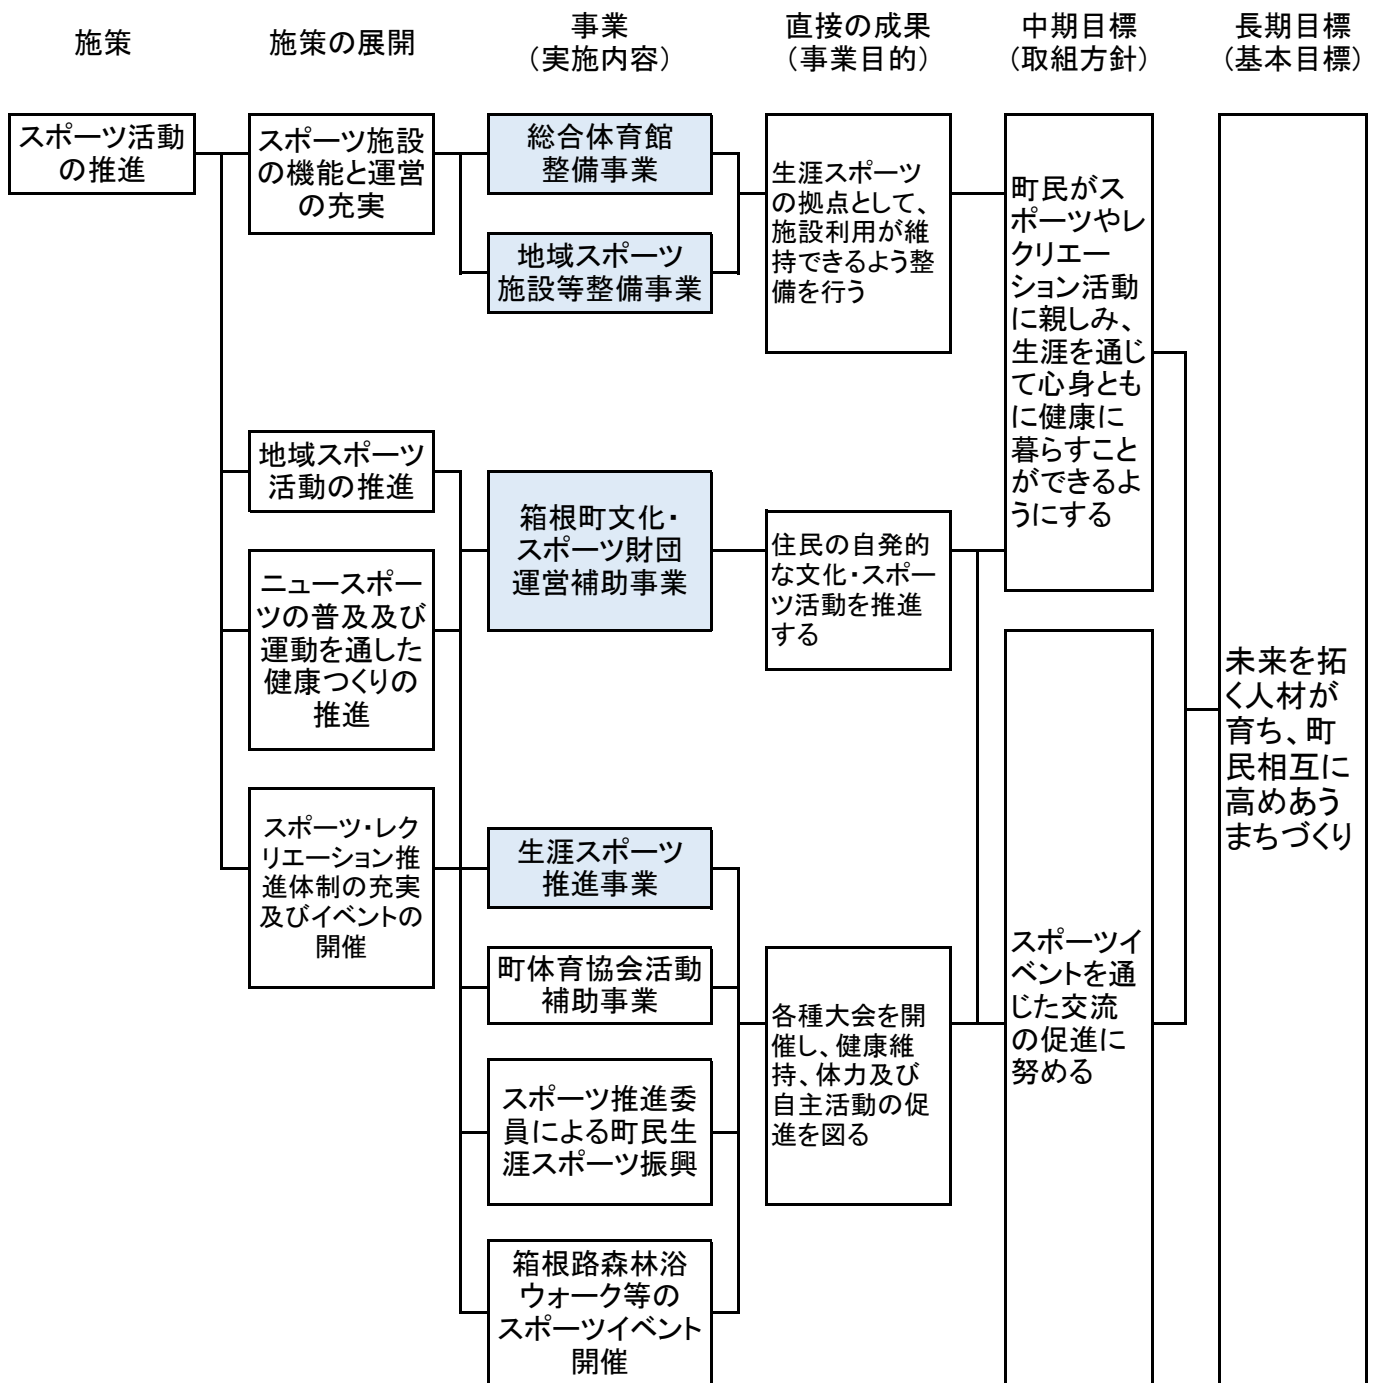 施策
施策の展開
事業
（実施内容）
直接の成果
（事業目的）
中期目標
（取組方針）
長期目標
（基本目標）
スポーツ活動
の推進
スポーツ施設
の機能と運営
の充実
総合体育館
整備事業
地域スポーツ
施設等整備事業
生涯スポーツ
の拠点として、
施設利用が維
持できるよう整
備を行う
町民がス
ポーツやレ
クリエー
ション活動
に親しみ、
生涯を通じ
て心身とも
に健康に
暮らすこと
ができるよ
うにする
地域スポーツ
活動の推進
ニュースポー
ツの普及及び
運動を通した
健康つくりの
推進
箱根町文化・
スポーツ財団
運営補助事業
住民の自発的
な文化・スポー
ツ活動を推進
する
スポーツ・レク
リエーション推
進体制の充実
及びイベントの
開催
生涯スポーツ
推進事業
町体育協会活動
補助事業
スポーツ推進委
員による町民生
涯スポーツ振興
箱根路森林浴
ウォーク等の
スポーツイベント
開催
各種大会を開
催し、健康維
持、体力及び
自主活動の促
進を図る
スポーツイ
ベントを通
じた交流
の促進に
努める
未来を拓
く人材が
育ち、町
民相互に
高めあう
まちづくり